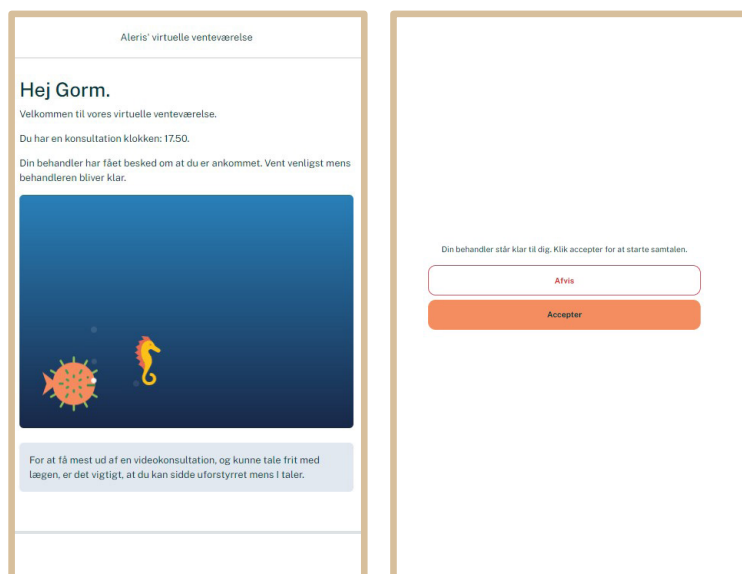 Aleris' virtuelle venteværelse
Hej Gorm.
Velkommen til vores virtuelle venteværelse.
Du har en konsultation klokken: 17.50.
Din behandler har fået besked om at du er ankommet. Vent venligst mens
behandleren bliver klar.
For at få mest ud af en videokonsultation, og kunne tale frit med
lægen, er det vigtigt, at du kan sidde uforstyrret mens I taler.
Din behandler står klar til dig. Klik accepter for at starte samtalen.
Afvis
Accepter